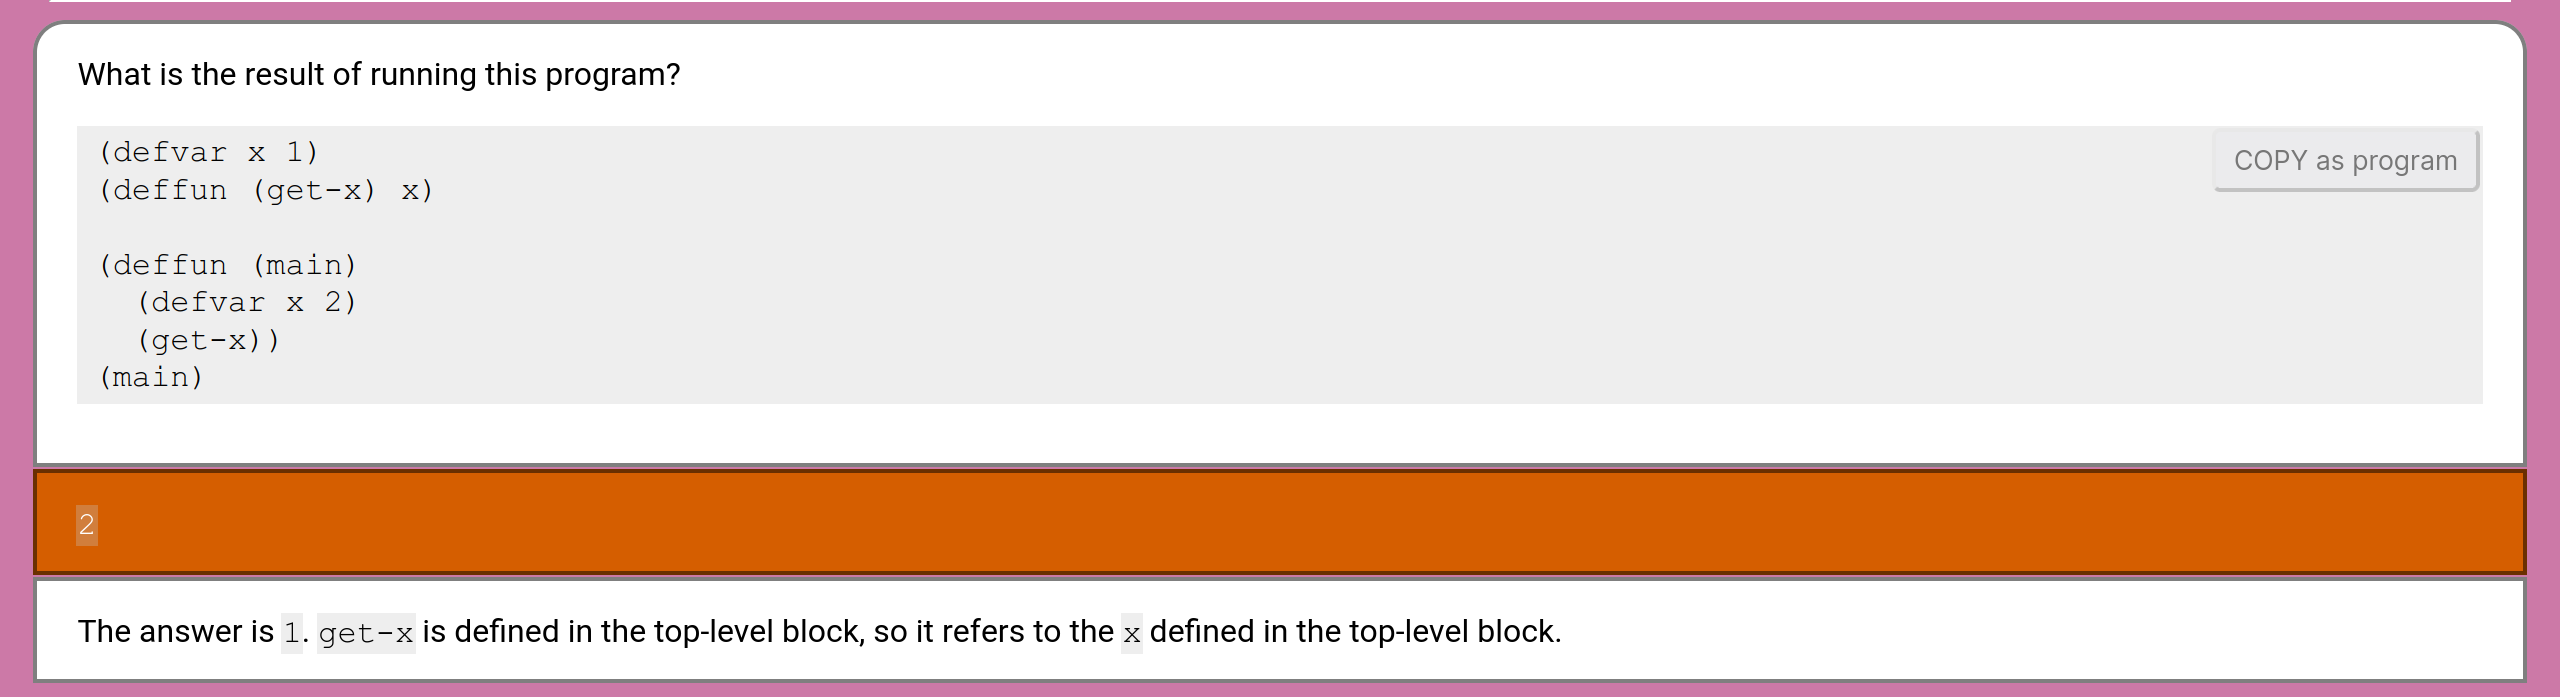 What is the result of running this program?
(defvar x 1)
(deffun (get-x) x)
(deffun (main)
  (defvar x 2)
  (get-x))
(main)
COPY as program
2
The answer is 1. get-x is defined in the top-level block, so it refers to the x defined in the top-level block.